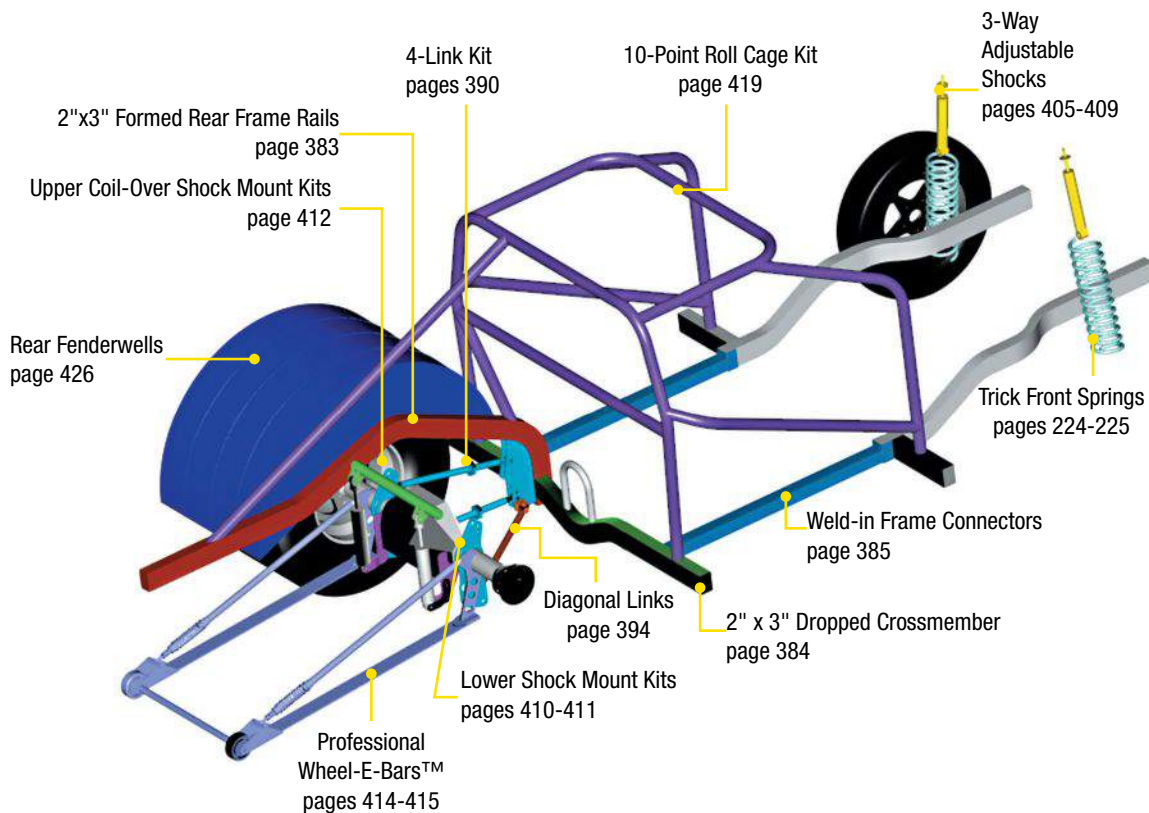 4-Link Kit
pages 390
10-Point Roll Cage Kit
page 419
3-Way
Adjustable
Shocks
pages 405-409
2"x3" Formed Rear Frame Rails
page 383
Upper Coil-Over Shock Mount Kits
page 412
Rear Fenderwells
page 426
Trick Front Springs
pages 224-225
Weld-in Frame Connectors
page 385
Diagonal Links
page 394
2" x 3" Dropped Crossmember
page 384
Lower Shock Mount Kits
pages 410-411
Professional
Wheel-E-Bars™
pages 414-415